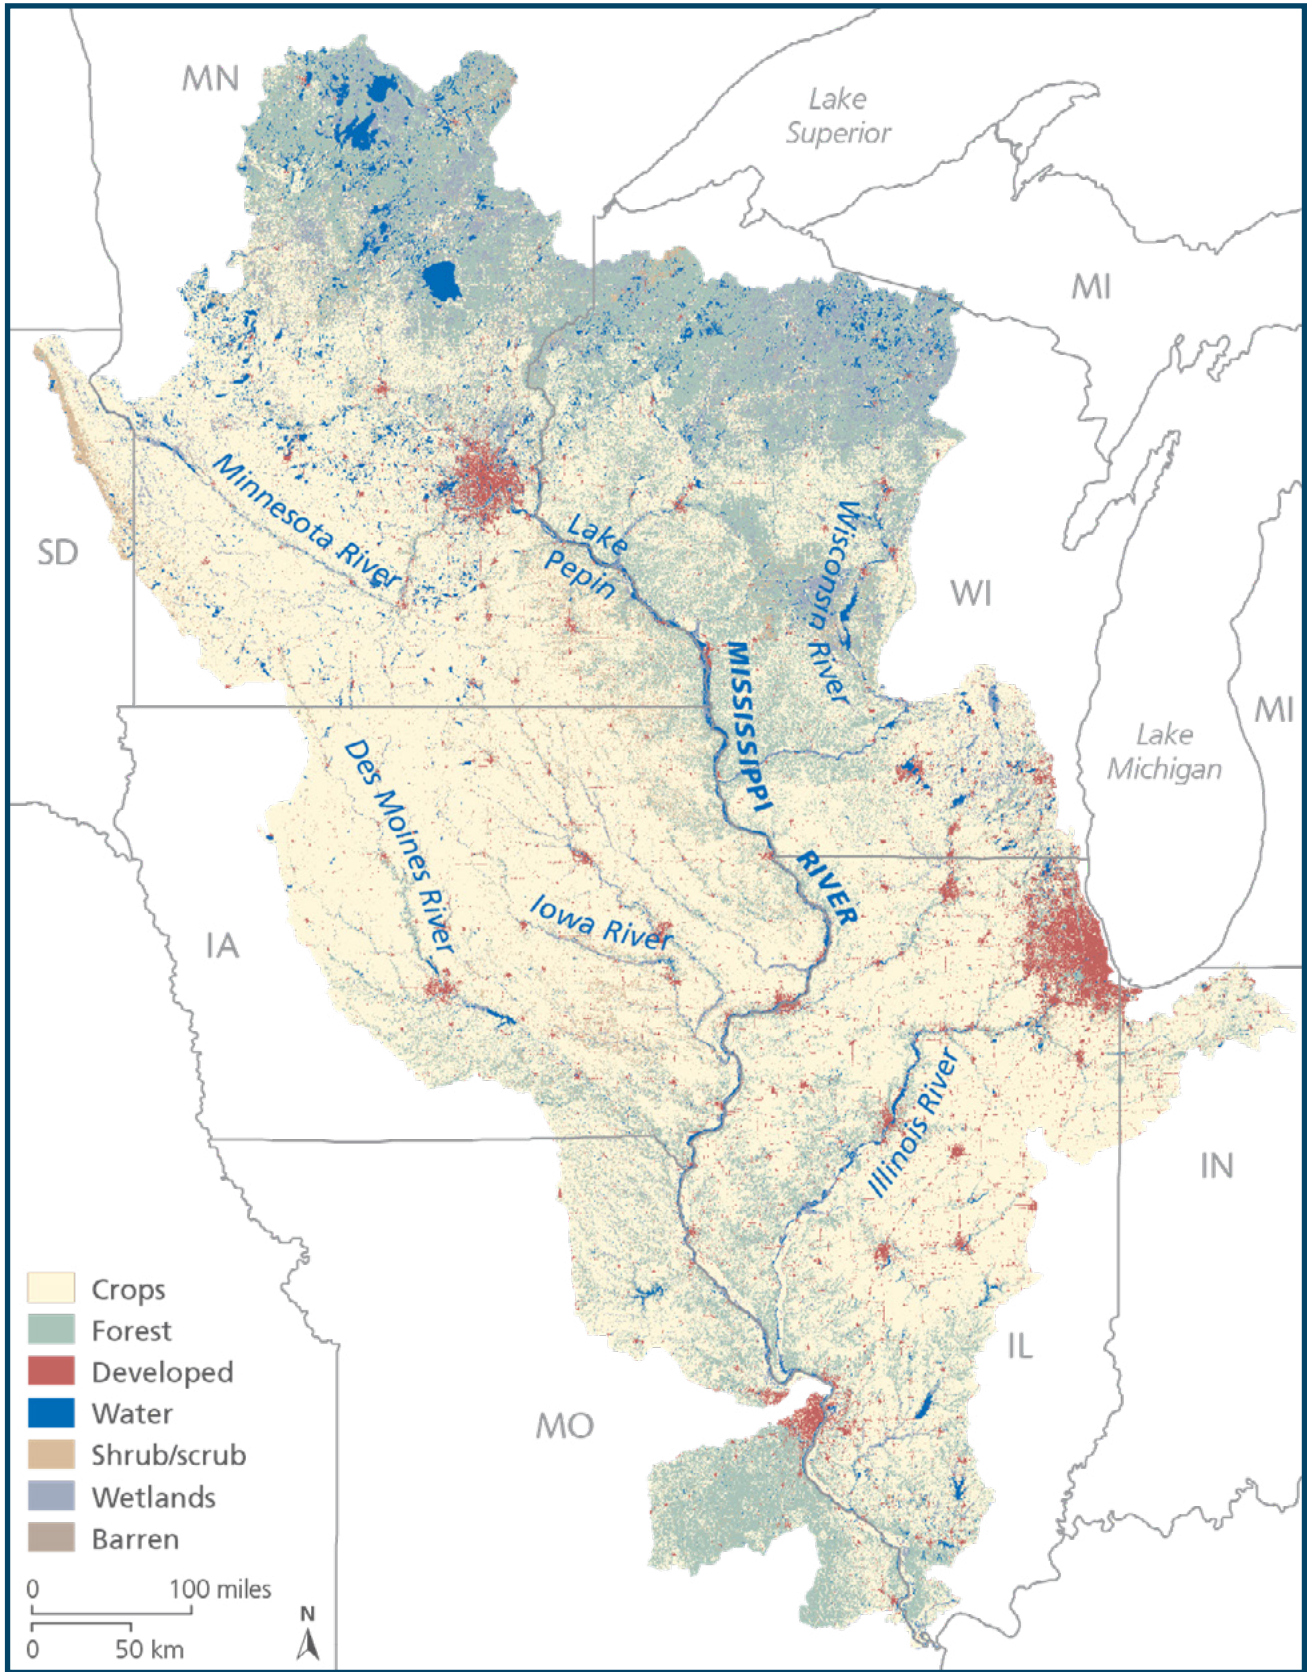 MN
Lake
Superior
MI
Minnesota River
SD
Lake
Pepin
Wisconsin River
WI
MISSISSIPPI
RIVER
MI
Lake
Michigan
Des Moines River
Iowa River
IA
Illinois River
IN
IL
MO
Crops
Forest
Developed
Water
Shrub/scrub
Wetlands
Barren
0 100 miles
0 50 km
N